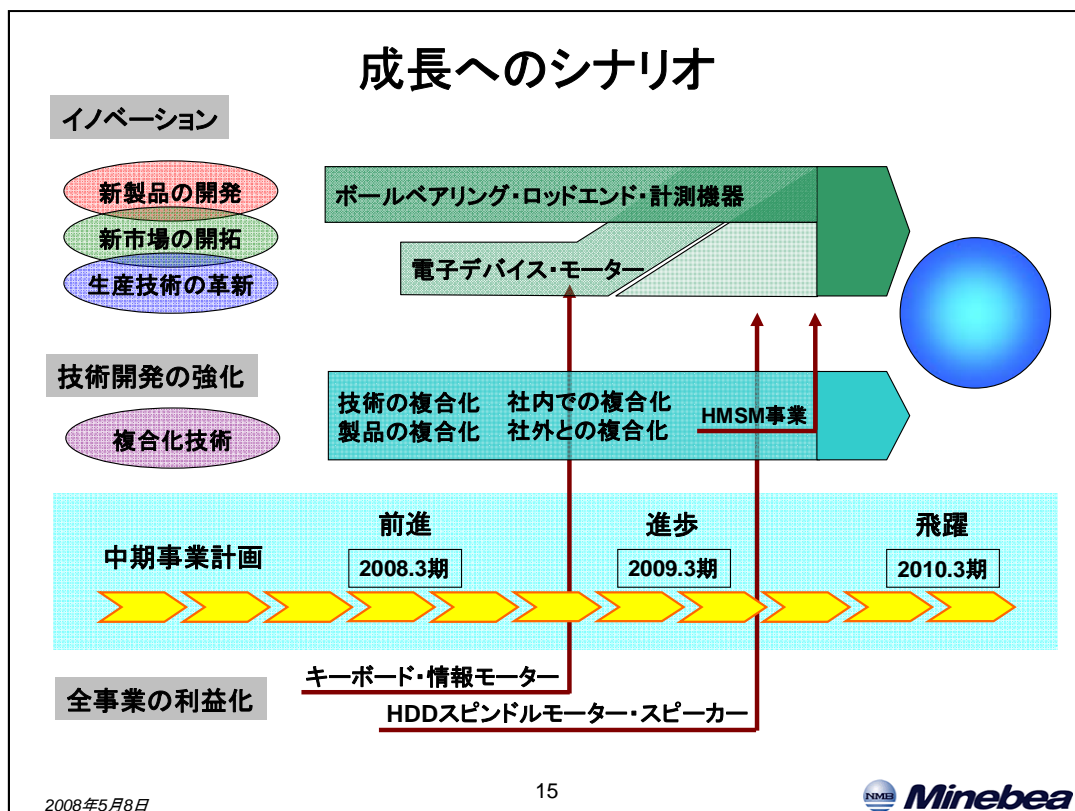 成長へのシナリオ
イノベーション
新製品の開発
新市場の開拓
生産技術の革新
ボールベアリング・ロッドエンド・計測機器
電子デバイス・モーター
技術開発の強化
複合化技術
技術の複合化 社内での複合化
製品の複合化 社外との複合化
HMSM事業
中期事業計画
前進
2008.3期
進歩
2009.3期
飛躍
2010.3期
全事業の利益化
キーボード・情報モーター
HDDスピンドルモーター・スピーカー
2008年5月8日
15
NMB Minebea